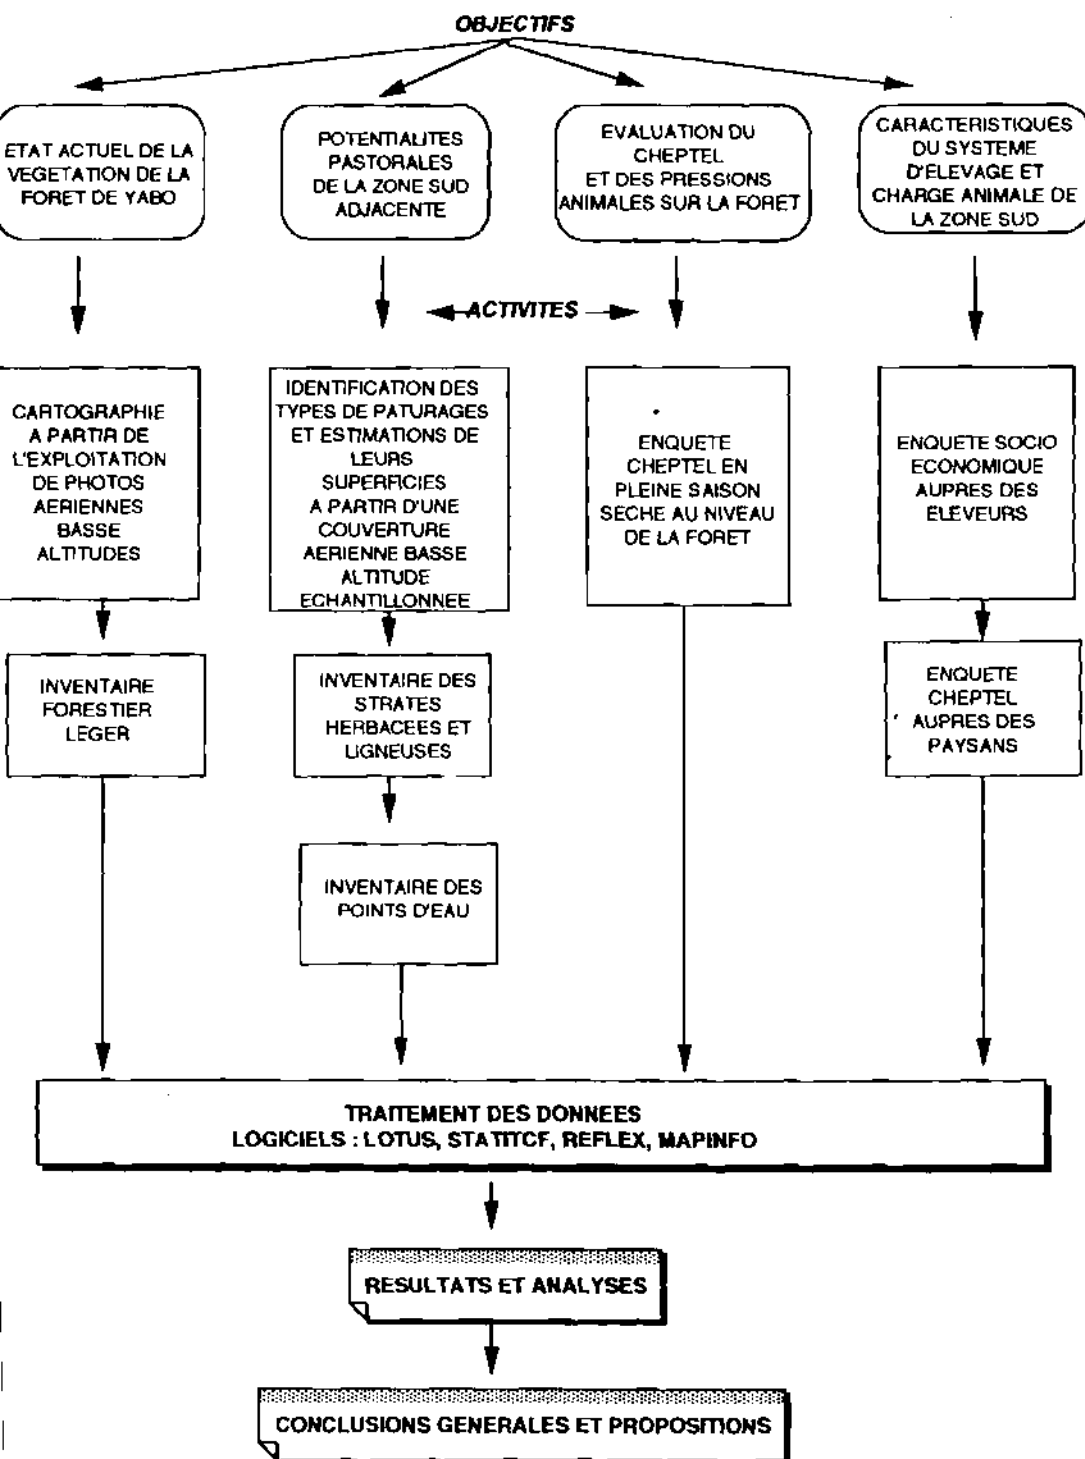 OBJECTIFS
ETAT ACTUEL DE LA
VEGETATION DE LA
FORET DE YABO
POTENTIALITES
PASTORALES
DE LA ZONE SUD
ADJACENTE
EVALUATION DU
CHEPTEL
ET DES PRESSIONS
ANIMALES SUR LA FORET
CARACTERISTIQUES
DU SYSTEME
D'ELEVAGE ET
CHARGE ANIMALE DE
LA ZONE SUD
ACTIVITES
CARTOGRAPHIE
A PARTIR DE
L'EXPLOITATION
DE PHOTOS
AERIENNES
BASSE
ALTITUDES
IDENTIFICATION DES
TYPES DE PATURAGES
ET ESTIMATIONS DE
LEURS
SUPERFICIES
A PARTIR D'UNE
COUVERTURE
AERIENNE BASSE
ALTITUDE
ECHANTILLONNEE
ENQUETE
CHEPTEL EN
PLEINE SAISON
SECHE AU NIVEAU
DE LA FORET
ENQUETE SOCIO
ECONOMIQUE
AUPRES DES
ELEVEURS
INVENTAIRE
FORESTIER
LEGER
INVENTAIRE DES
STRATES
HERBACEES ET
LIGNEUSES
ENQUETE
CHEPTEL
AUPRES DES
PAYSANS
INVENTAIRE DES
POINTS D'EAU
TRAITEMENT DES DONNEES
LOGICIELS : LOTUS, STATITCF, REFLEX, MAPINFO
RESULTATS ET ANALYSES
CONCLUSIONS GENERALES ET PROPOSITIONS